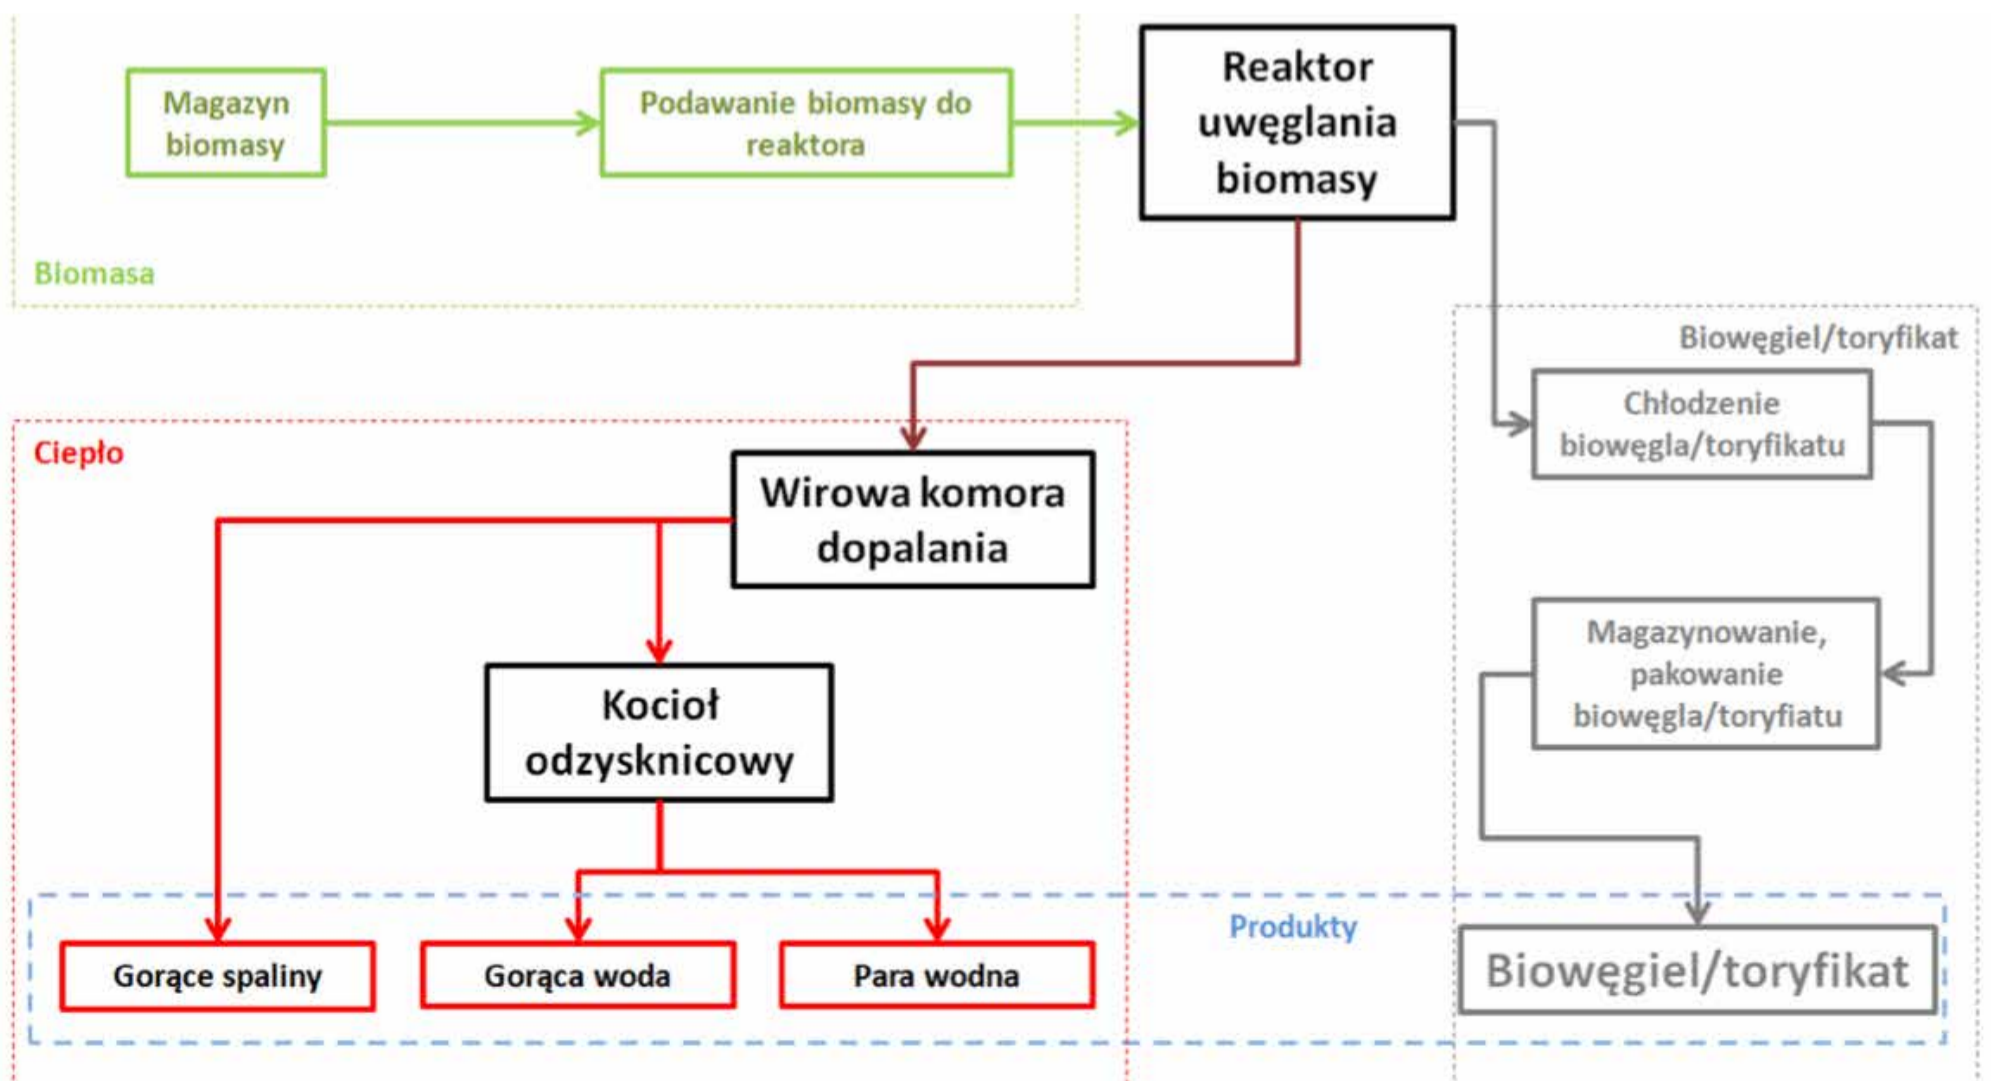 Magazyn
biomasy
Podawanie biomasy do
reaktora
Reaktor
uwęglania
biomasy
Biomasa
Biowęgiel/toryfikat
Chłodzenie
biowęgla/toryfikatu
Ciepło
Wirowa komora
dopalania
Magazynowanie,
pakowanie
biowęgla/toryfiatu
Kocioł
odzysknicowy
Produkty
Gorące spaliny
Gorąca woda
Para wodna
Biowęgiel/toryfikat